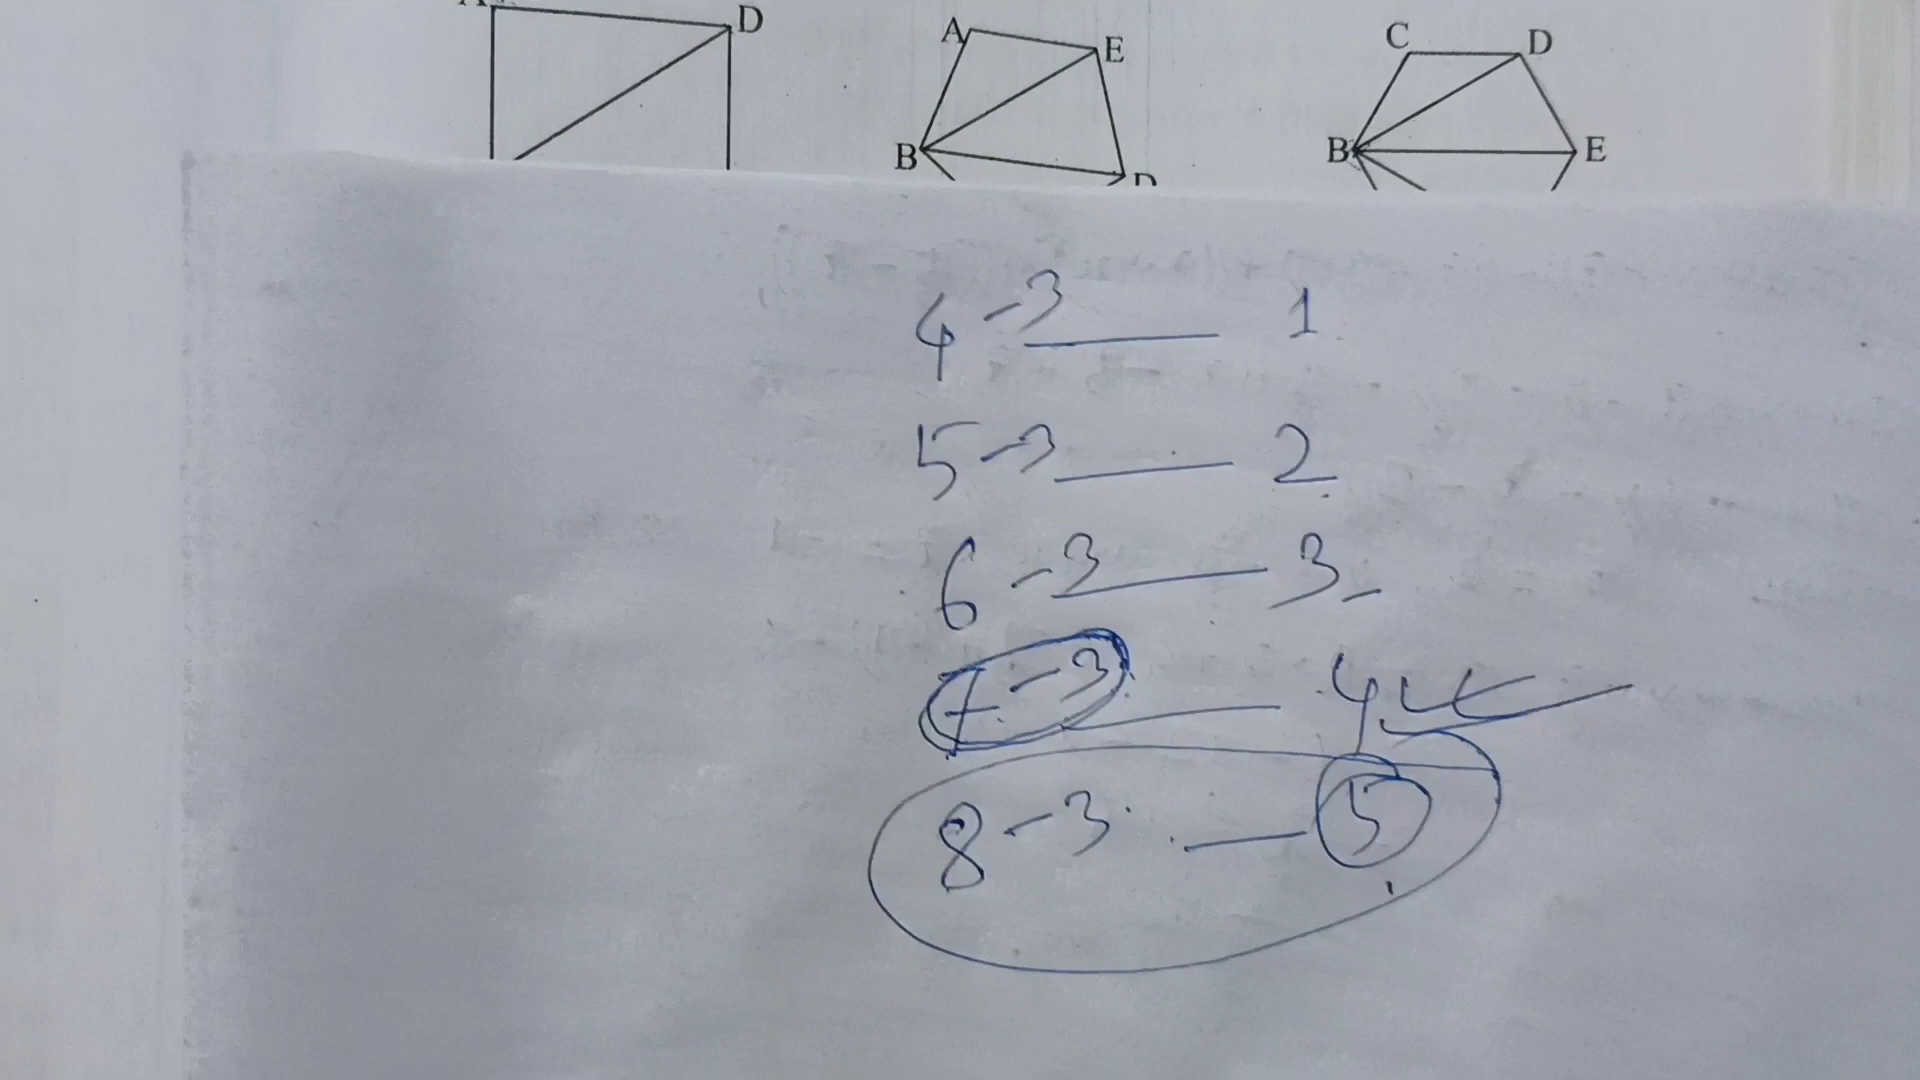 A D
A E
C D
B D
B E
4 - 3 —— 1
5 - 3 —— 2
6 - 3 —— 3
7 - 3 —— 4
8 - 3 —— 5